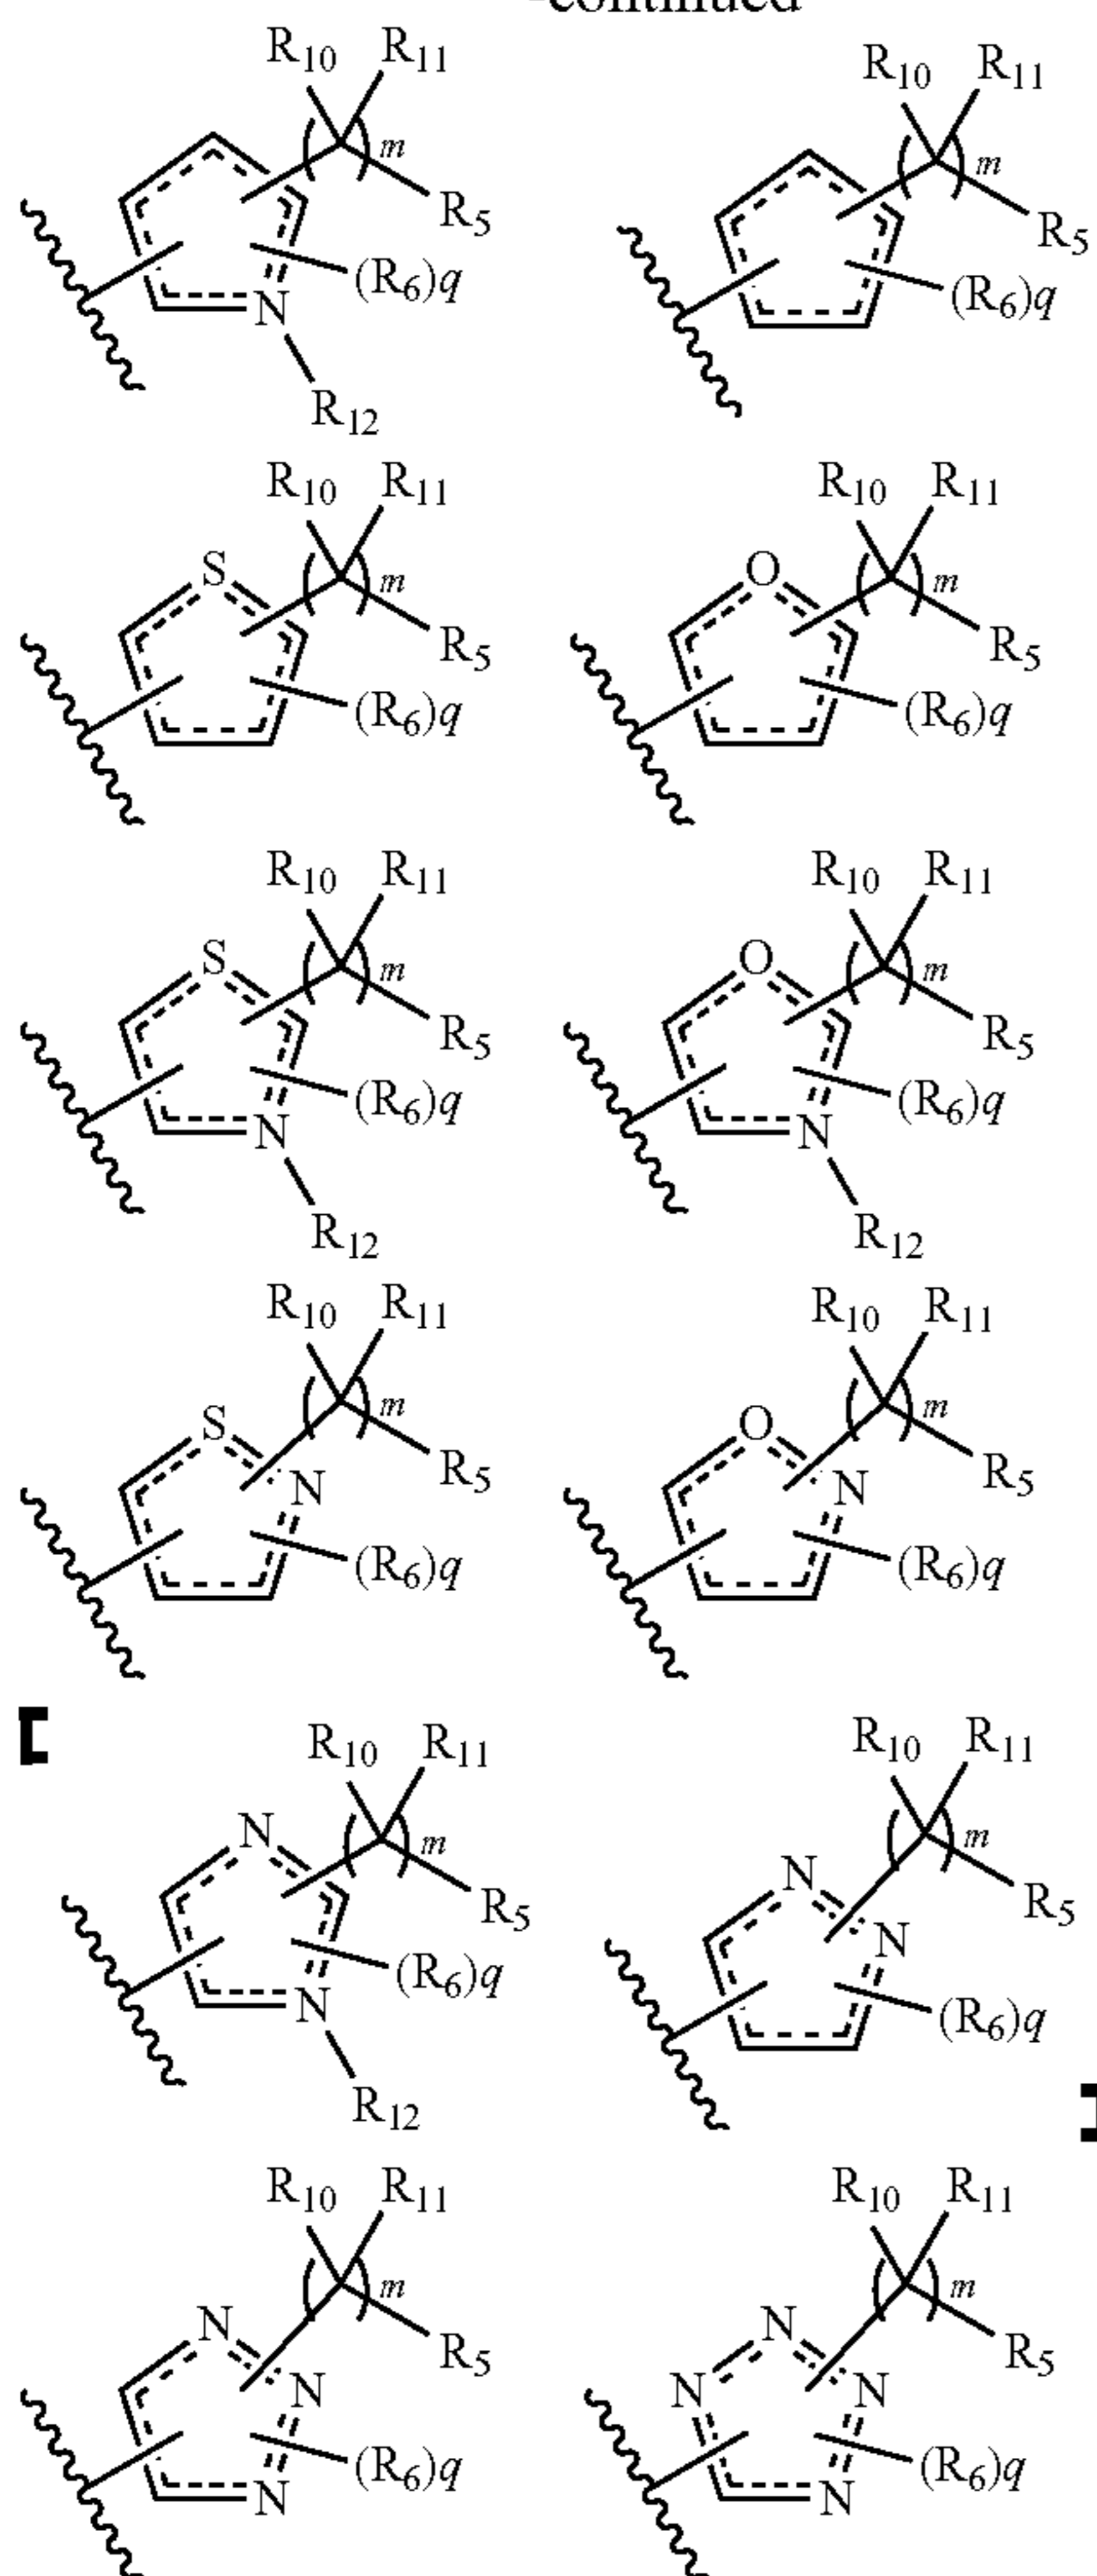 -continued
R10 R11 R10 R11
m m
R5 R5
(R6)q (R6)q
N
R12
R10 R11 R10 R11
S m O m
R5 R5
(R6)q (R6)q
R10 R11 R10 R11
S m O m
R5 R5
(R6)q (R6)q
N N
R12 R12
R10 R11 R10 R11
S m O m
N R5 N R5
(R6)q (R6)q
[
R10 R11 R10 R11
N m N m
R5 N R5
(R6)q (R6)q
N
R12
]
R10 R11 R10 R11
m m
N N
N R5 N N R5
(R6)q (R6)q
N N